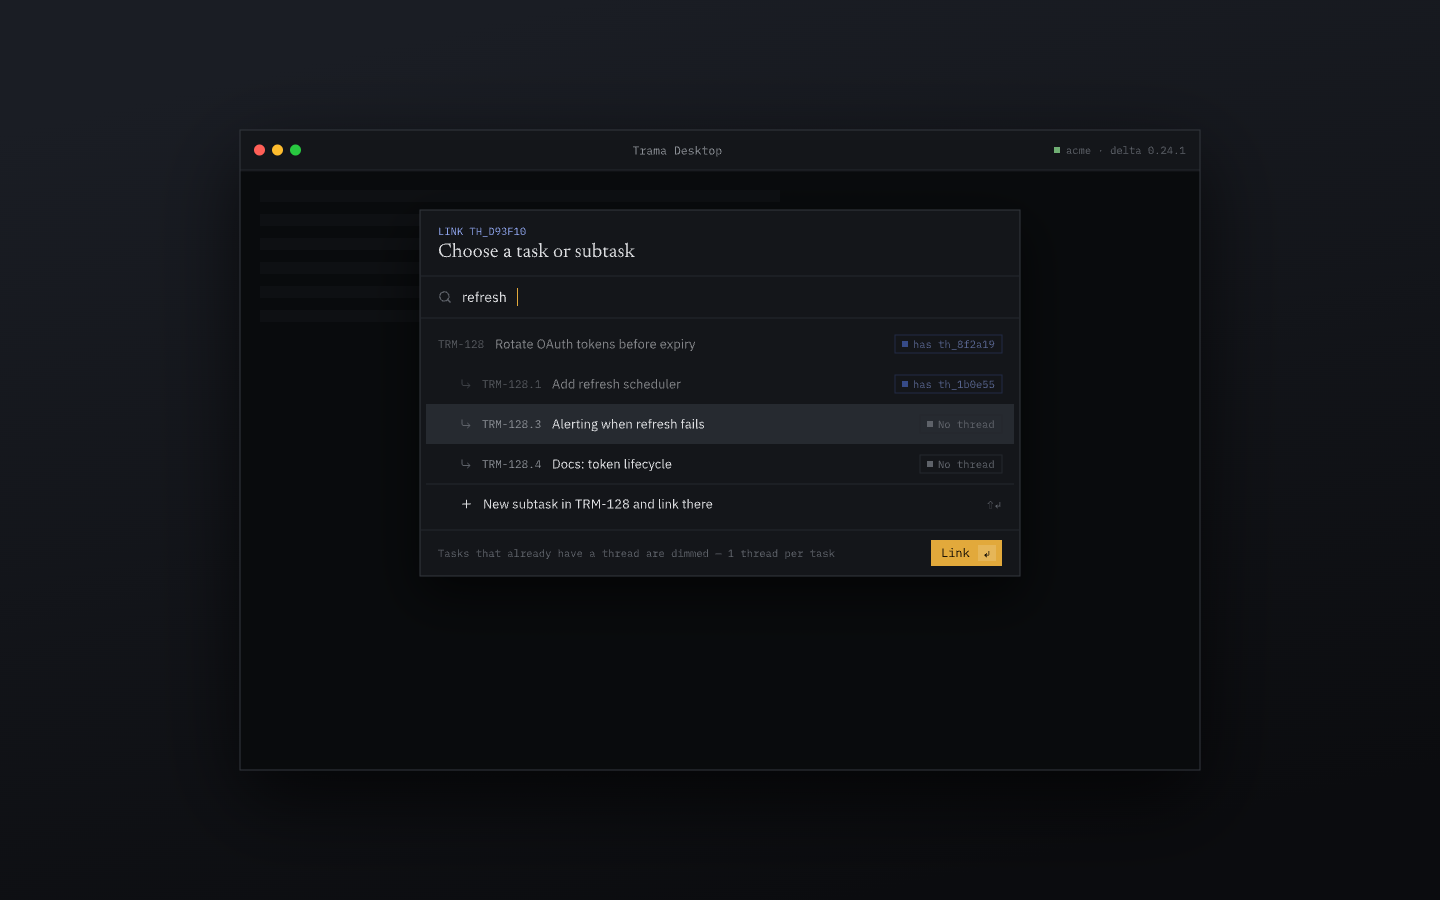 Trama Desktop
acme · delta 0.24.1
LINK TH_D93F10
Choose a task or subtask
refresh
TRM-128 Rotate OAuth tokens before expiry has th_8f2a19
↳ TRM-128.1 Add refresh scheduler has th_1b0e55
↳ TRM-128.3 Alerting when refresh fails No thread
↳ TRM-128.4 Docs: token lifecycle No thread
+ New subtask in TRM-128 and link there ⇧↲
Tasks that already have a thread are dimmed — 1 thread per task
Link ↲